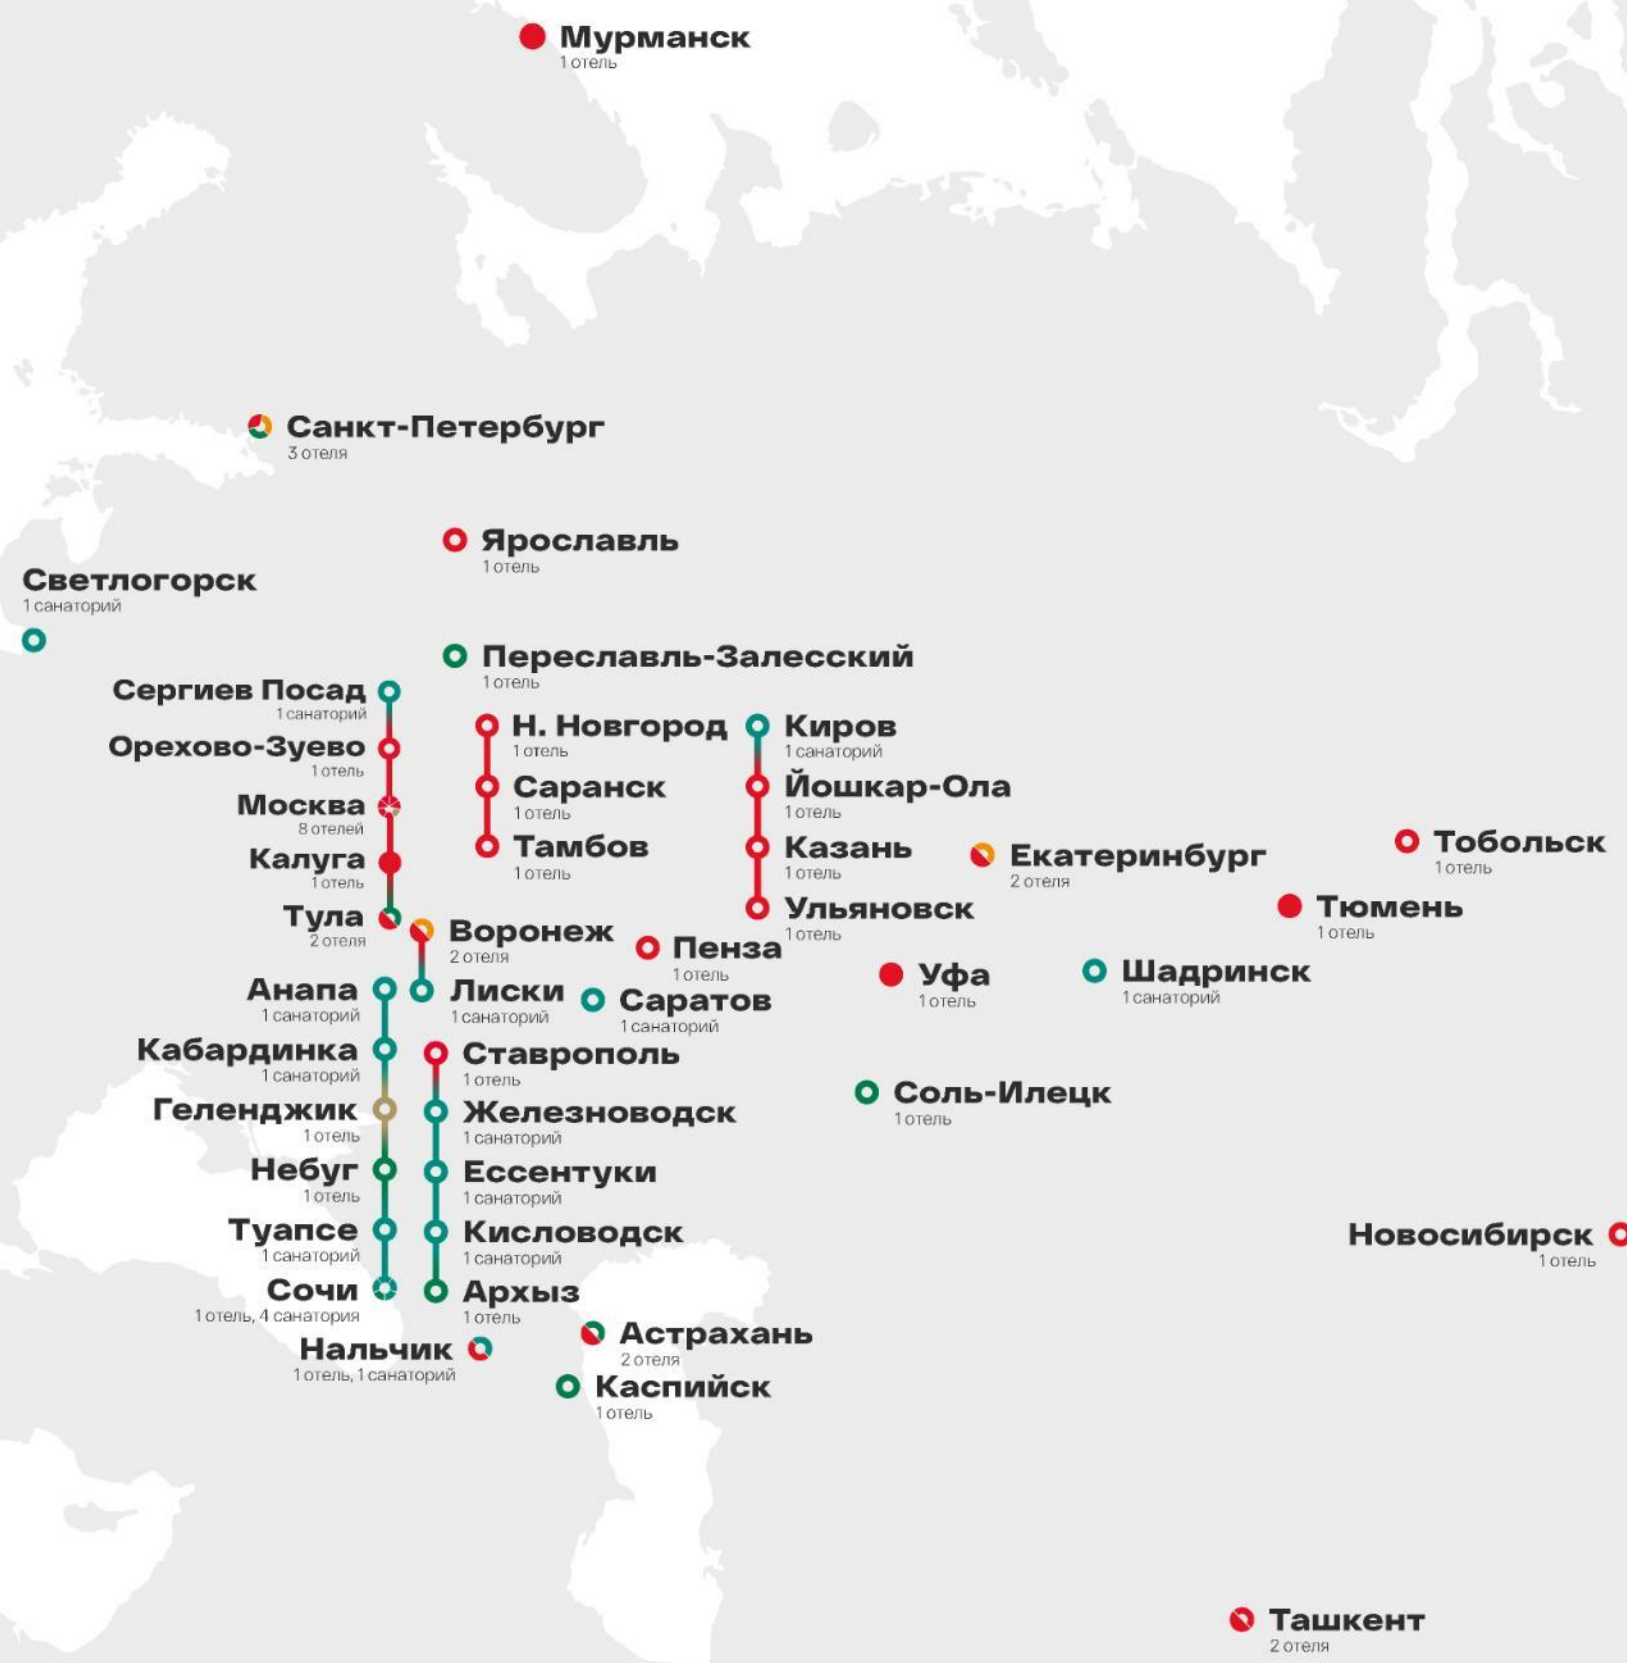 Мурманск
1 отель
Санкт-Петербург
3 отеля
Ярославль
1 отель
Светлогорск
1 санаторий
Переславль-Залесский
1 отель
Сергиев Посад
1 санаторий
Орехово-Зуево
1 отель
Москва
8 отелей
Калуга
1 отель
Тула
2 отеля
Н. Новгород
1 отель
Саранск
1 отель
Тамбов
1 отель
Киров
1 санаторий
Йошкар-Ола
1 отель
Казань
1 отель
Ульяновск
1 отель
Екатеринбург
2 отеля
Тобольск
1 отель
Тюмень
1 отель
Воронеж
2 отеля
Лиски
1 санаторий
Пенза
1 отель
Саратов
1 санаторий
Уфа
1 отель
Шадринск
1 санаторий
Анапа
1 санаторий
Кабардинка
1 санаторий
Геленджик
1 отель
Небуг
1 отель
Туапсе
1 санаторий
Сочи
1 отель, 4 санатория
Ставрополь
1 отель
Железноводск
1 санаторий
Ессентуки
1 санаторий
Кисловодск
1 санаторий
Архыз
1 отель
Соль-Илецк
1 отель
Новосибирск
1 отель
Нальчик
1 отель, 1 санаторий
Астрахань
2 отеля
Каспийск
1 отель
Ташкент
2 отеля